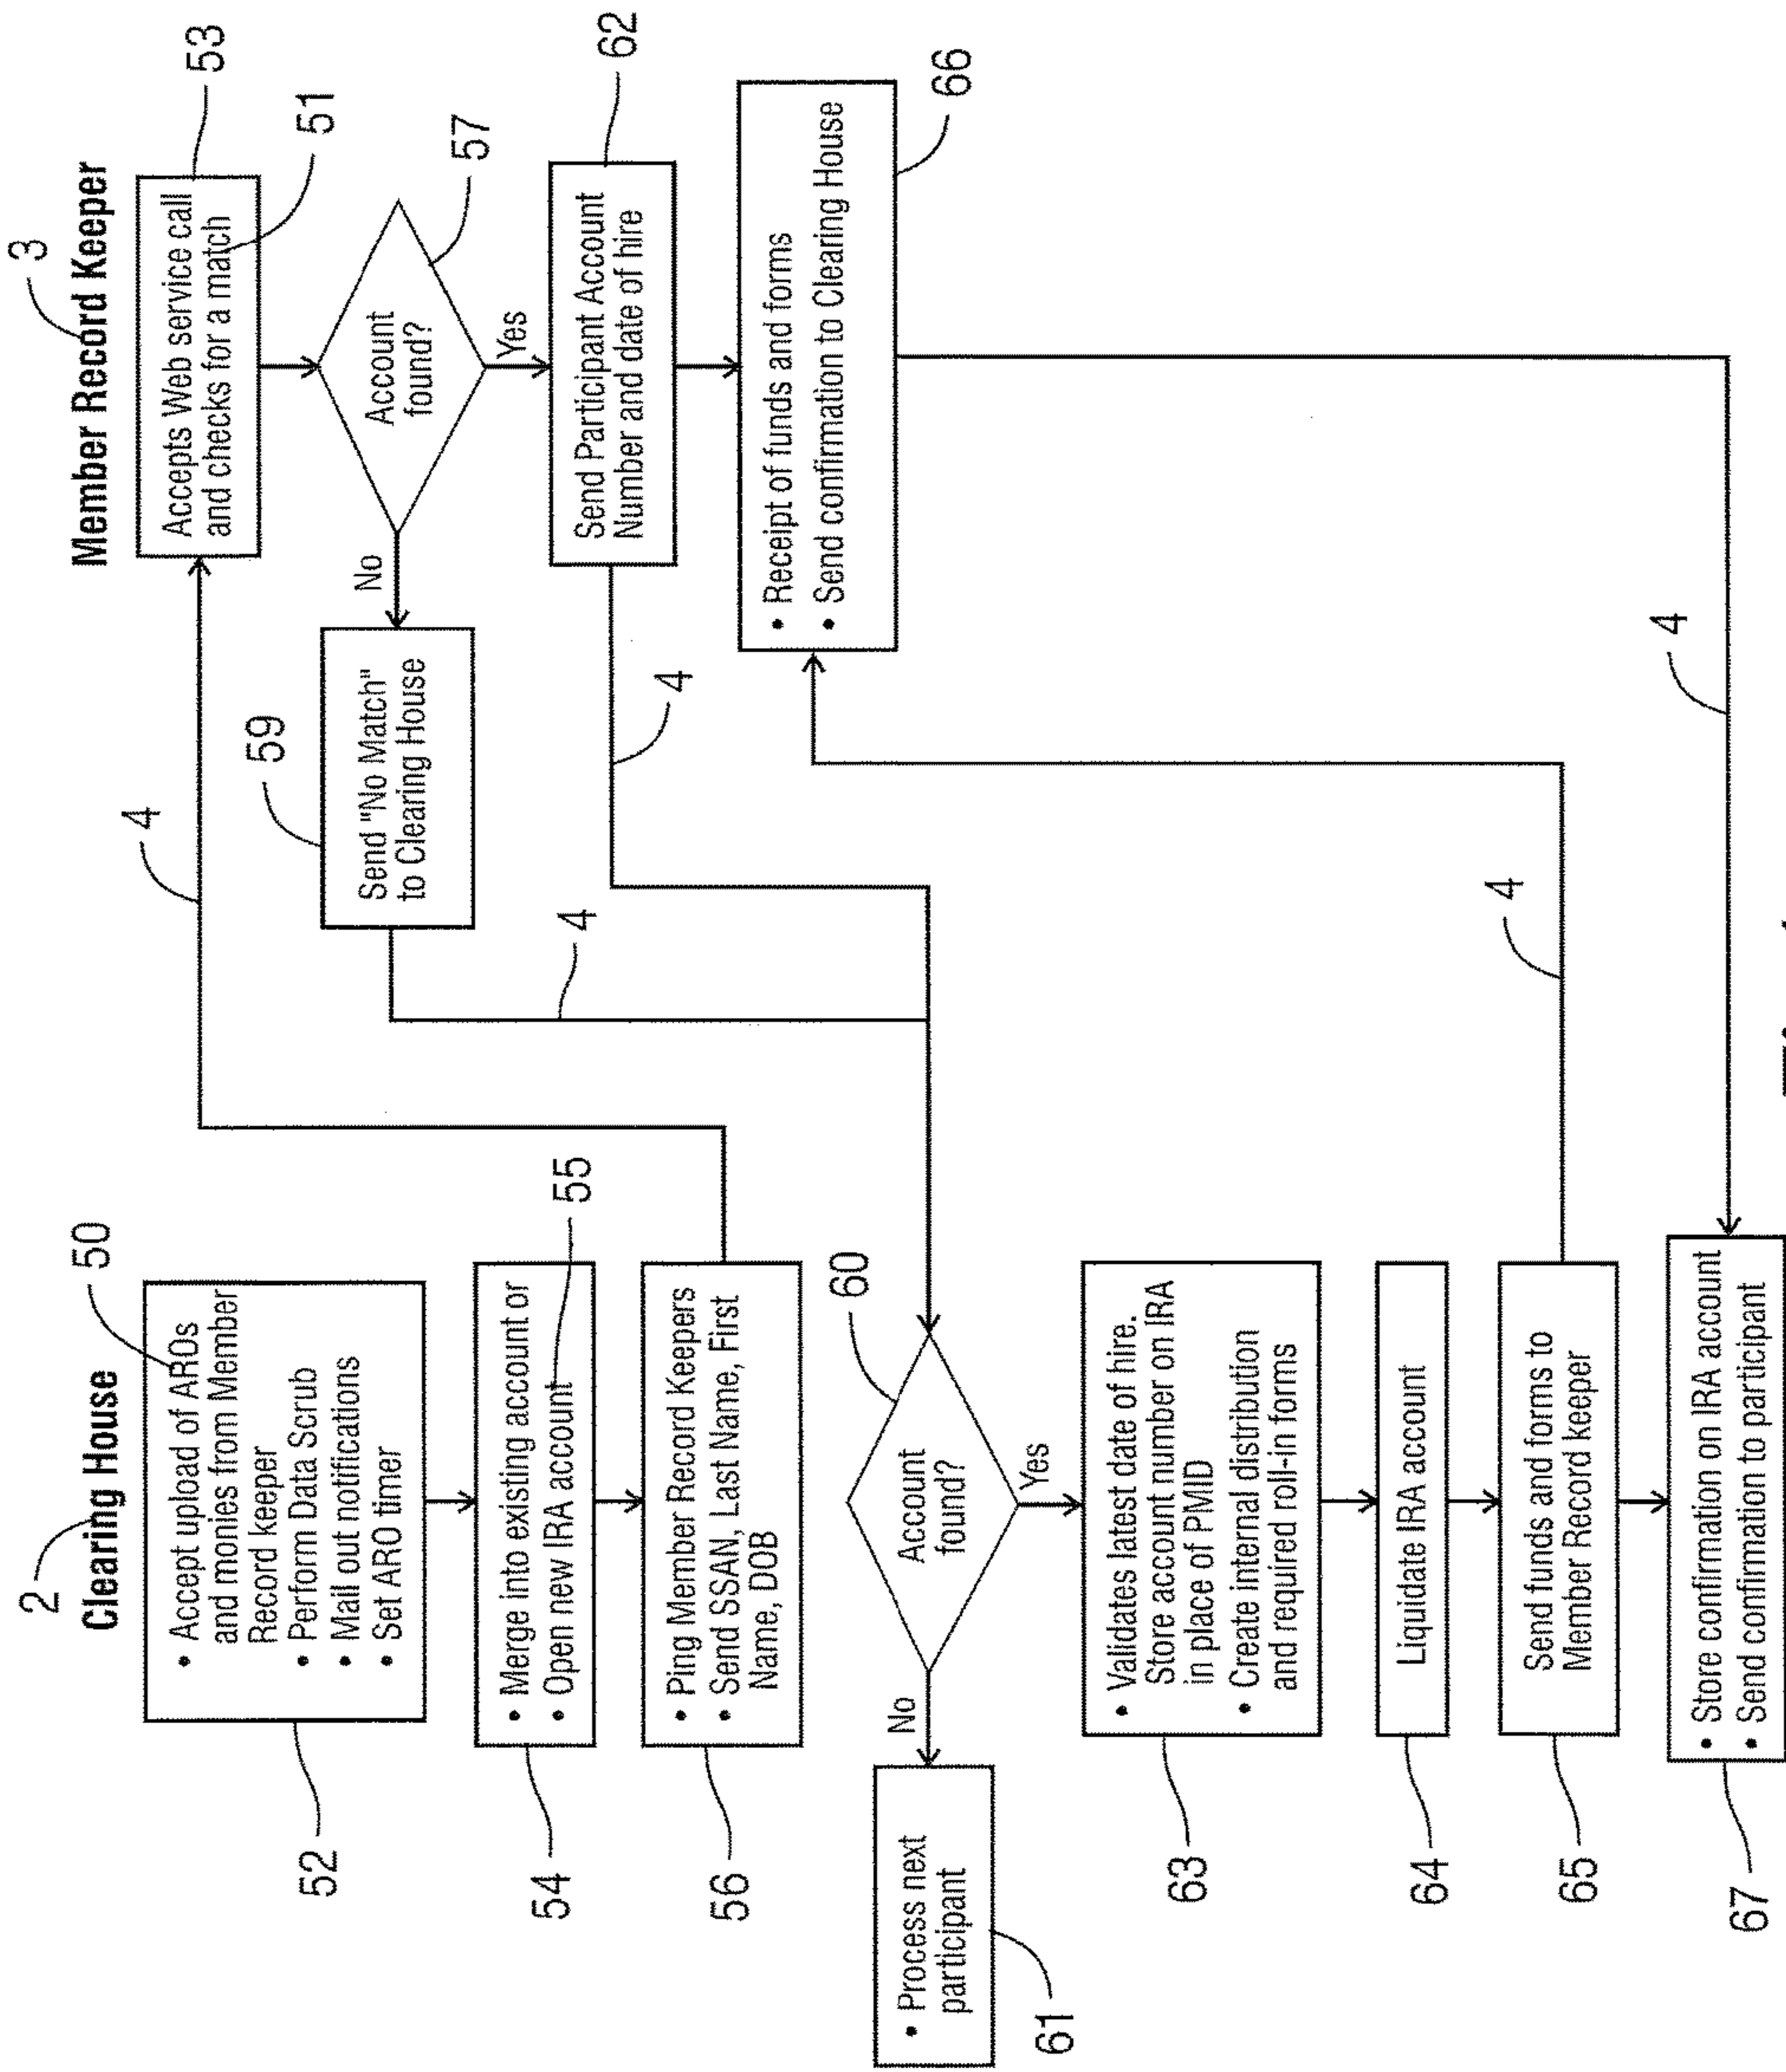 2
Clearing House
50
• Accept upload of AROs
and monies from Member
Record keeper
• Perform Data Scrub
• Mail out notifications
• Set ARO timer
52
• Merge into existing account or
• Open new IRA account
55
54
• Ping Member Record Keepers
• Send SSAN, Last Name, First
Name, DOB
56
4
3
Member Record Keeper
Accepts Web service call
and checks for a match
53
51
Account
found?
57
No
Yes
59
Send "No Match"
to Clearing House
4
Send Participant Account
Number and date of hire
62
4
• Receipt of funds and forms
• Send confirmation to Clearing House
66
60
Account
found?
No
Yes
• Process next
participant
61
• Validates latest date of hire.
Store account number on IRA
in place of PMID
• Create internal distribution
and required roll-in forms
63
Liquidate IRA account
64
Send funds and forms to
Member Record keeper
65
4
• Store confirmation on IRA account
• Send confirmation to participant
67
4